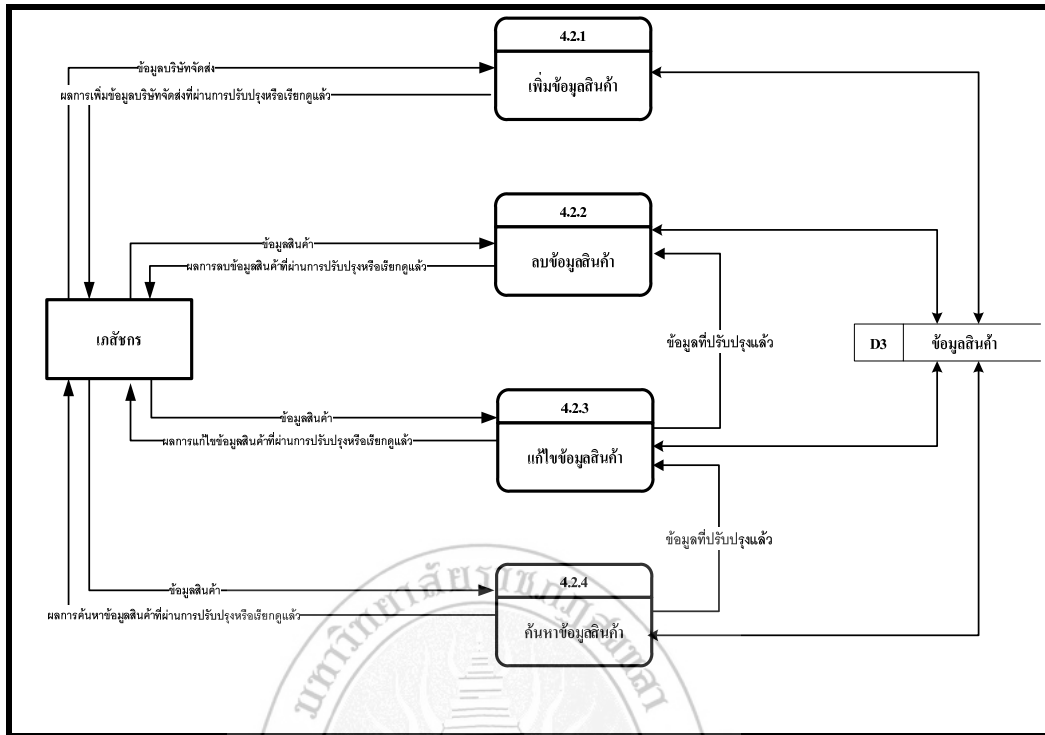 4.2.1
ข้อมูลบริษัทจัดส่ง
เพิ่มข้อมูลสินค้า
ผลการเพิ่มข้อมูลบริษัทจัดส่งที่ผ่านการปรับปรุงหรือเรียกดูแล้ว
4.2.2
ข้อมูลสินค้า
ลบข้อมูลสินค้า
ผลการลบข้อมูลสินค้าที่ผ่านการปรับปรุงหรือเรียกดูแล้ว
เภสัชกร
ข้อมูลที่ปรับปรุงแล้ว
D3
ข้อมูลสินค้า
4.2.3
ข้อมูลสินค้า
ผลการแก้ไขข้อมูลสินค้าที่ผ่านการปรับปรุงหรือเรียกดูแล้ว
แก้ไขข้อมูลสินค้า
ข้อมูลที่ปรับปรุงแล้ว
4.2.4
ข้อมูลสินค้า
ผลการค้นหาข้อมูลสินค้าที่ผ่านการปรับปรุงหรือเรียกดูแล้ว
ค้นหาข้อมูลสินค้า
มหาวิทยาลัยราชภัฏ